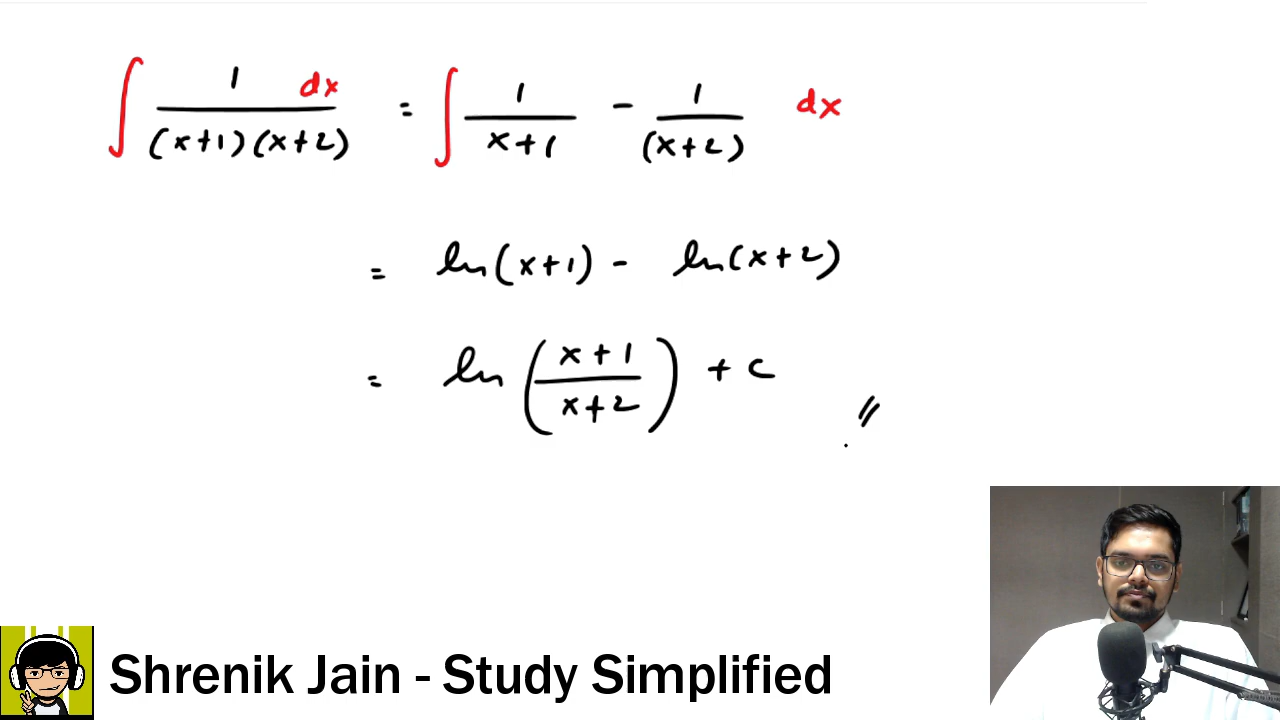 ∫ 1 dx / (x+1)(x+2) = ∫ 1 / x+1 - 1 / (x+2) dx
= ln(x+1) - ln(x+2)
= ln(x+1 / x+2) + c //
Shrenik Jain - Study Simplified